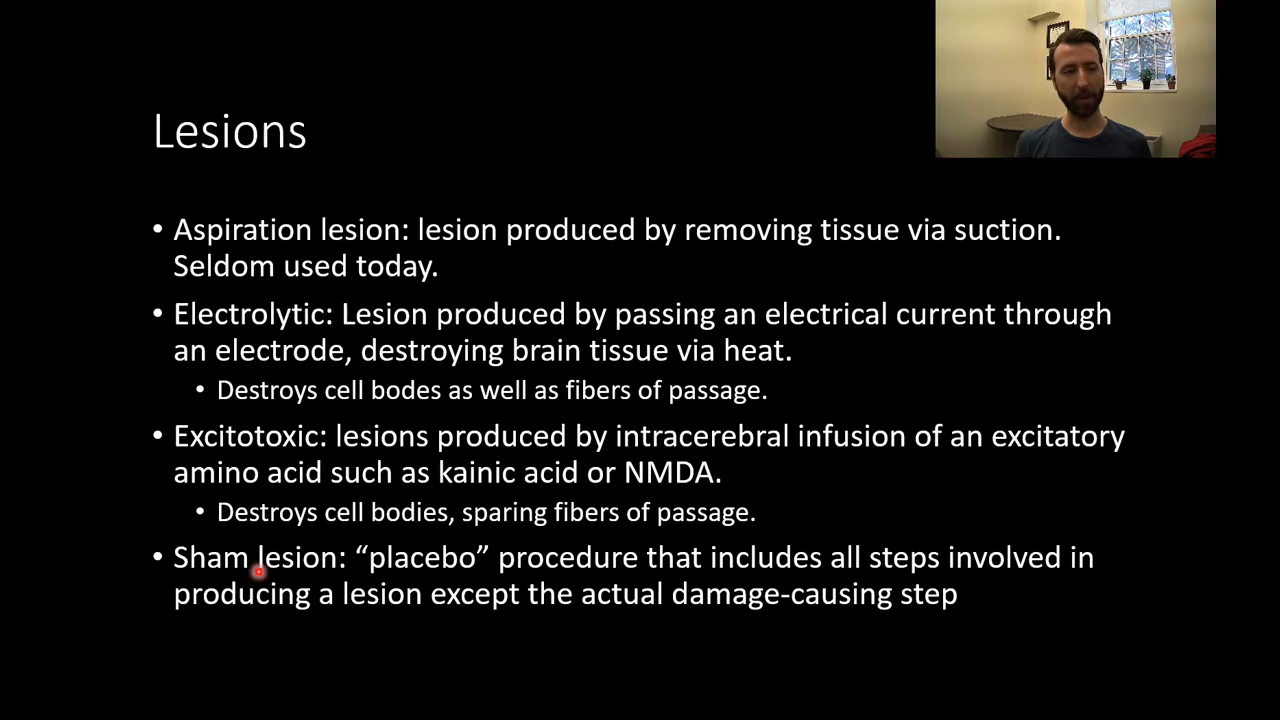 Lesions
• Aspiration lesion: lesion produced by removing tissue via suction.
Seldom used today.
• Electrolytic: Lesion produced by passing an electrical current through
an electrode, destroying brain tissue via heat.
• Destroys cell bodes as well as fibers of passage.
• Excitotoxic: lesions produced by intracerebral infusion of an excitatory
amino acid such as kainic acid or NMDA.
• Destroys cell bodies, sparing fibers of passage.
• Sham lesion: “placebo” procedure that includes all steps involved in
producing a lesion except the actual damage-causing step